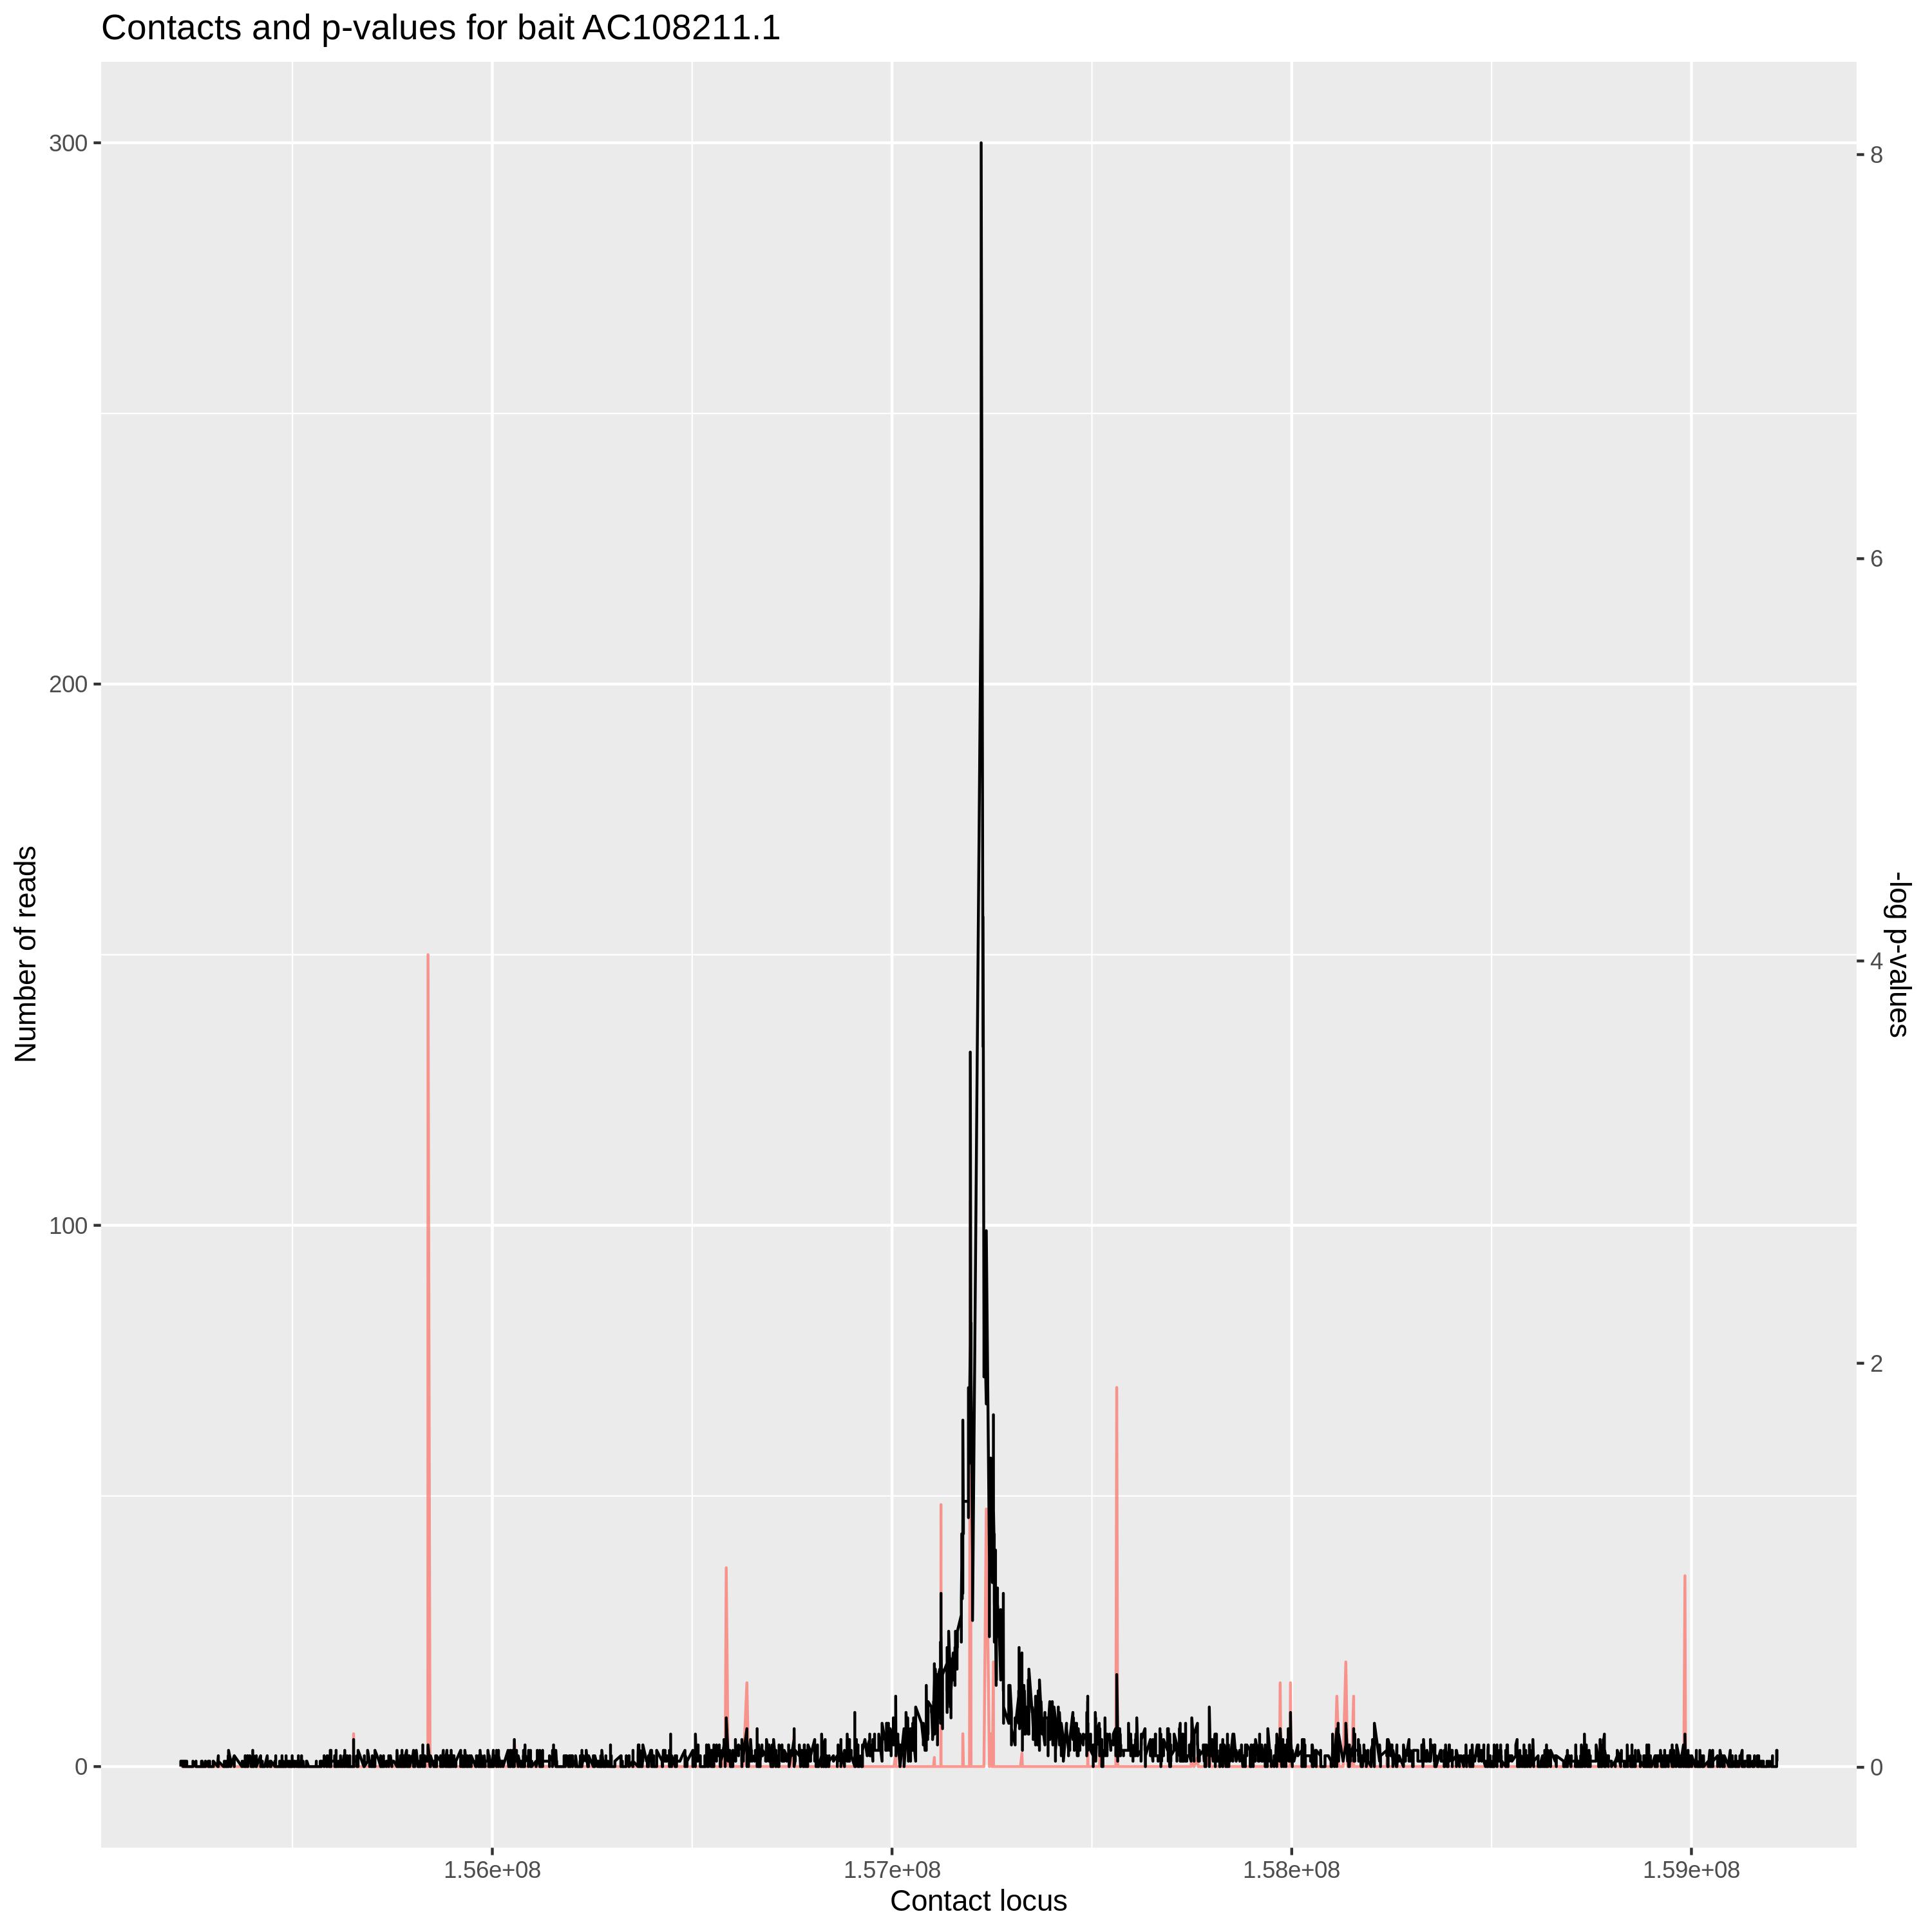 Contacts and p-values for bait AC108211.1
300
200
100
0
Number of reads
8
6
4
2
0
-log p-values
1.56e+08
1.57e+08
1.58e+08
1.59e+08
Contact locus